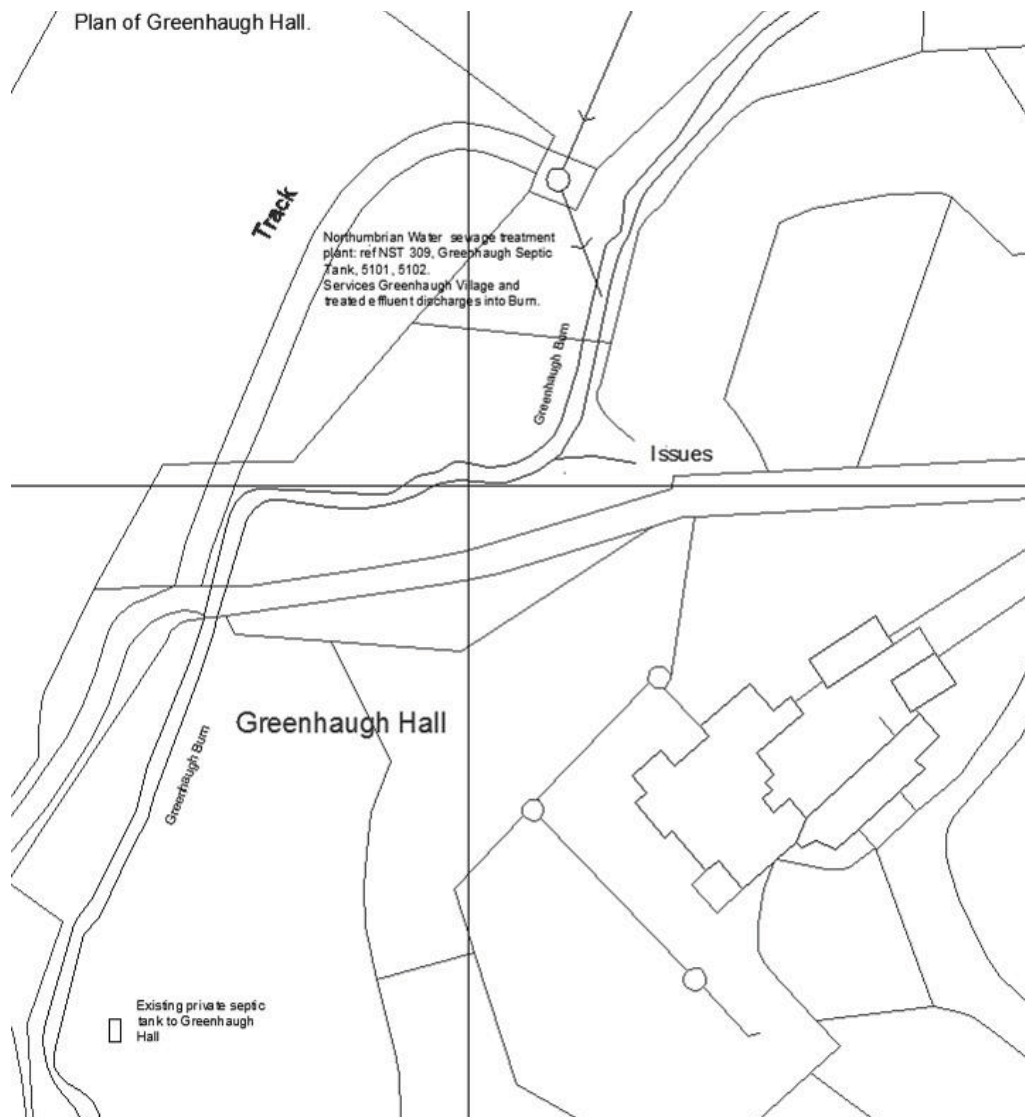 Plan of Greenhaugh Hall.
Track
Northumbrian Water sewage treatment
plant: ref NST 309, Greenhaugh Septic
Tank, 5101, 5102.
Services Greenhaugh Village and
treated effluent discharges into Burn.
Greenhaugh Burn
Issues
Greenhaugh Hall
Greenhaugh Burn
Existing private septic
tank to Greenhaugh
Hall